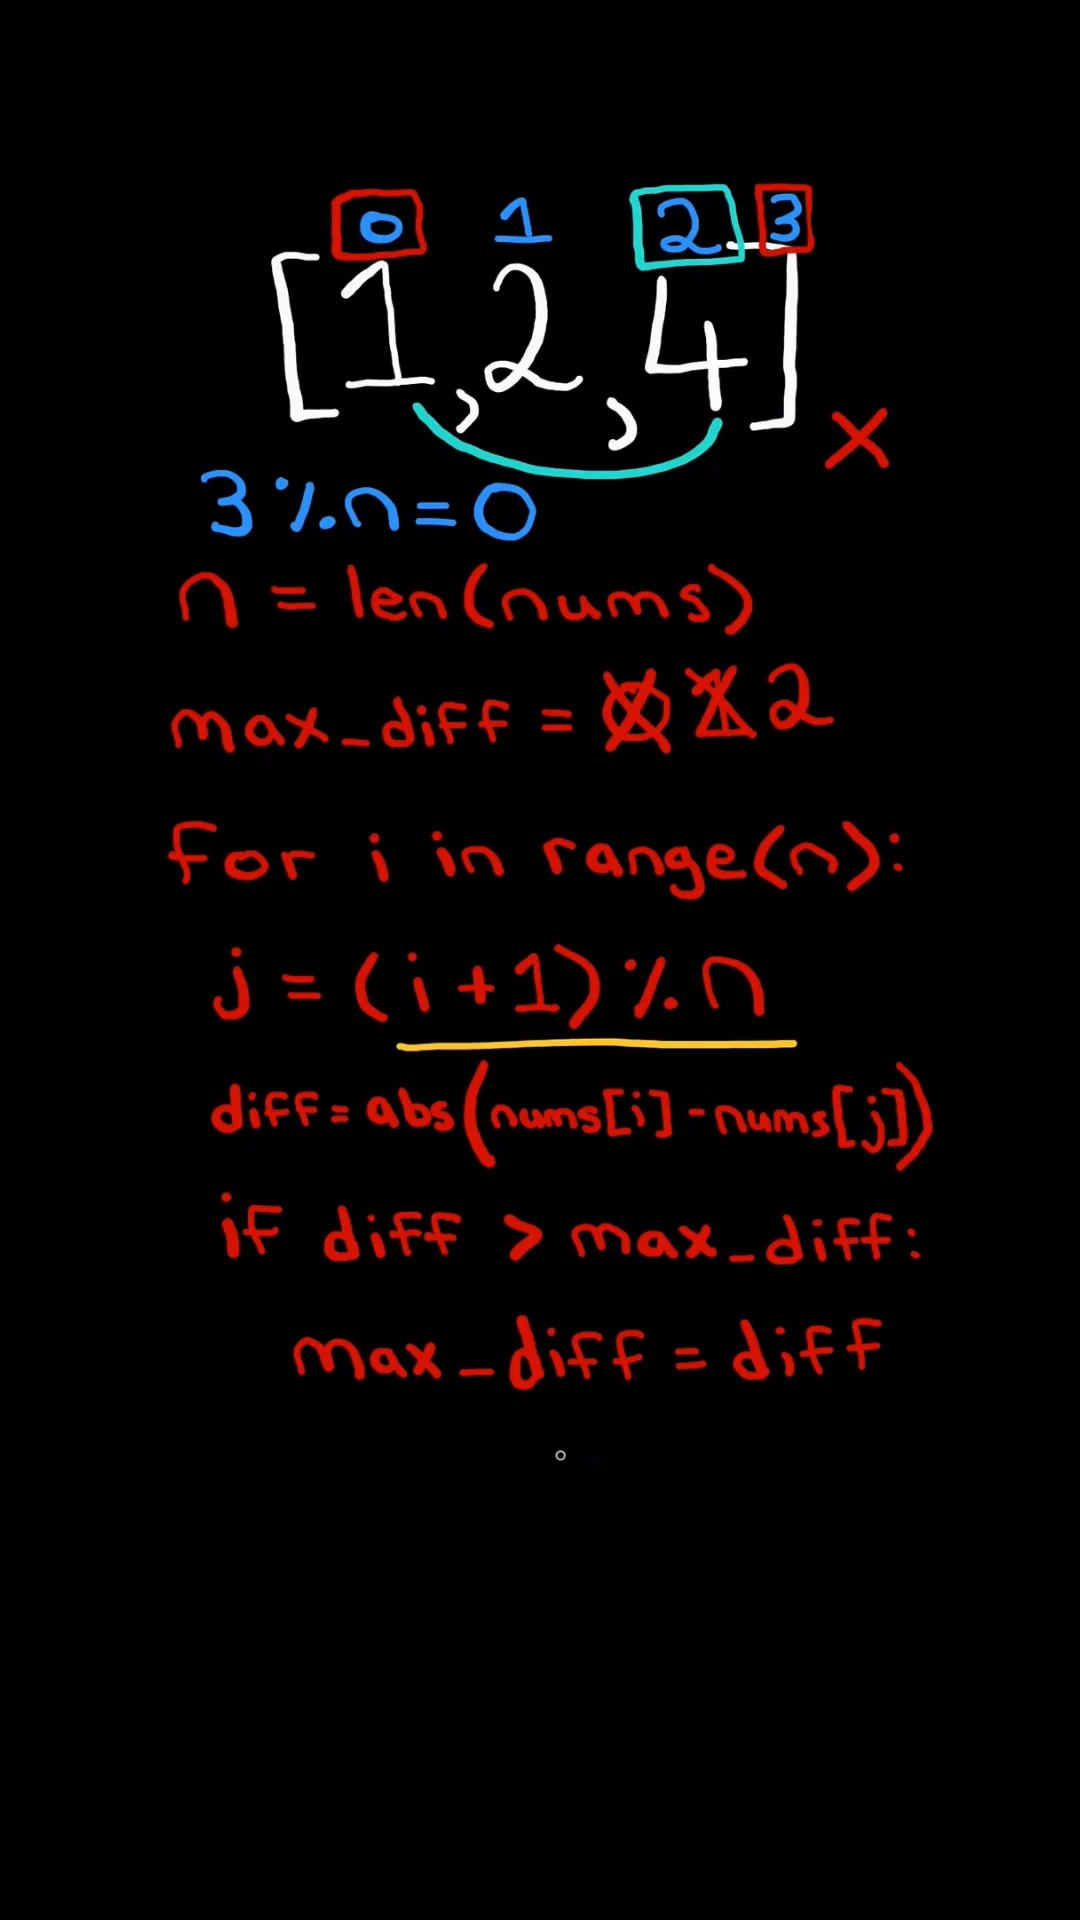 0 1 2 3
[1,2,4]
X
3%n=0
n = len(nums)
max_diff = 0 1 2
for i in range(n):
j = (i+1)%n
diff=abs(nums[i]-nums[j])
if diff > max_diff:
max_diff = diff